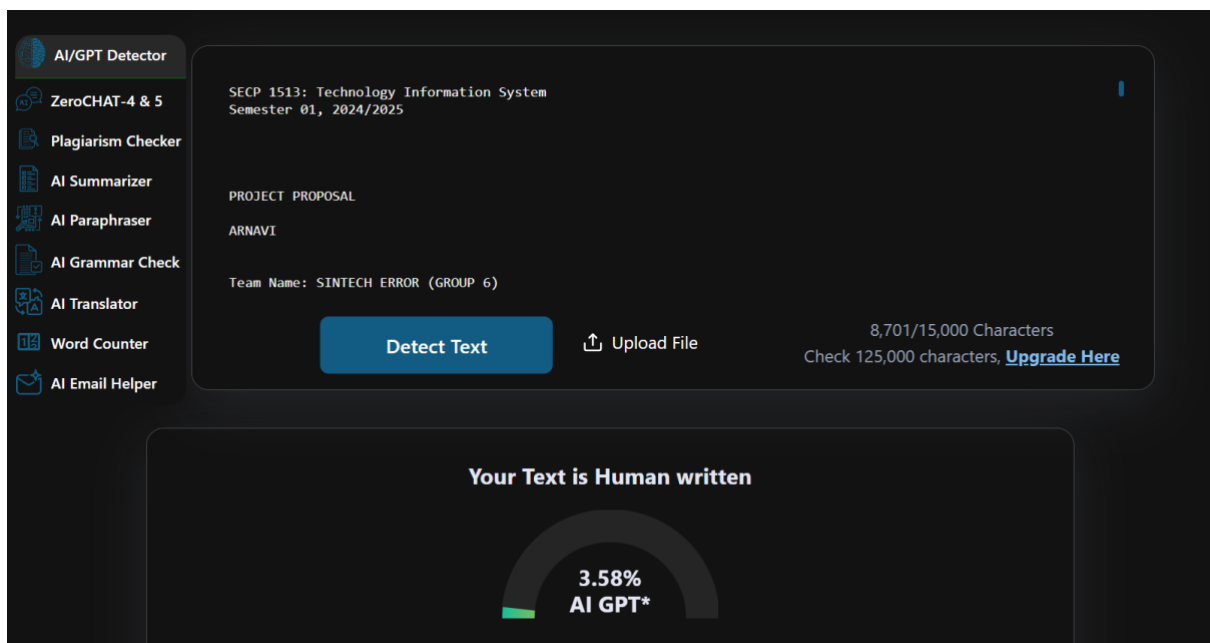 AI/GPT Detector
ZeroCHAT-4 & 5
Plagiarism Checker
AI Summarizer
AI Paraphraser
AI Grammar Check
AI Translator
Word Counter
AI Email Helper
SECP 1513: Technology Information System
Semester 01, 2024/2025
PROJECT PROPOSAL
ARNAVI
Team Name: SINTECH ERROR (GROUP 6)
Detect Text
Upload File
8,701/15,000 Characters
Check 125,000 characters, Upgrade Here
Your Text is Human written
3.58%
AI GPT*